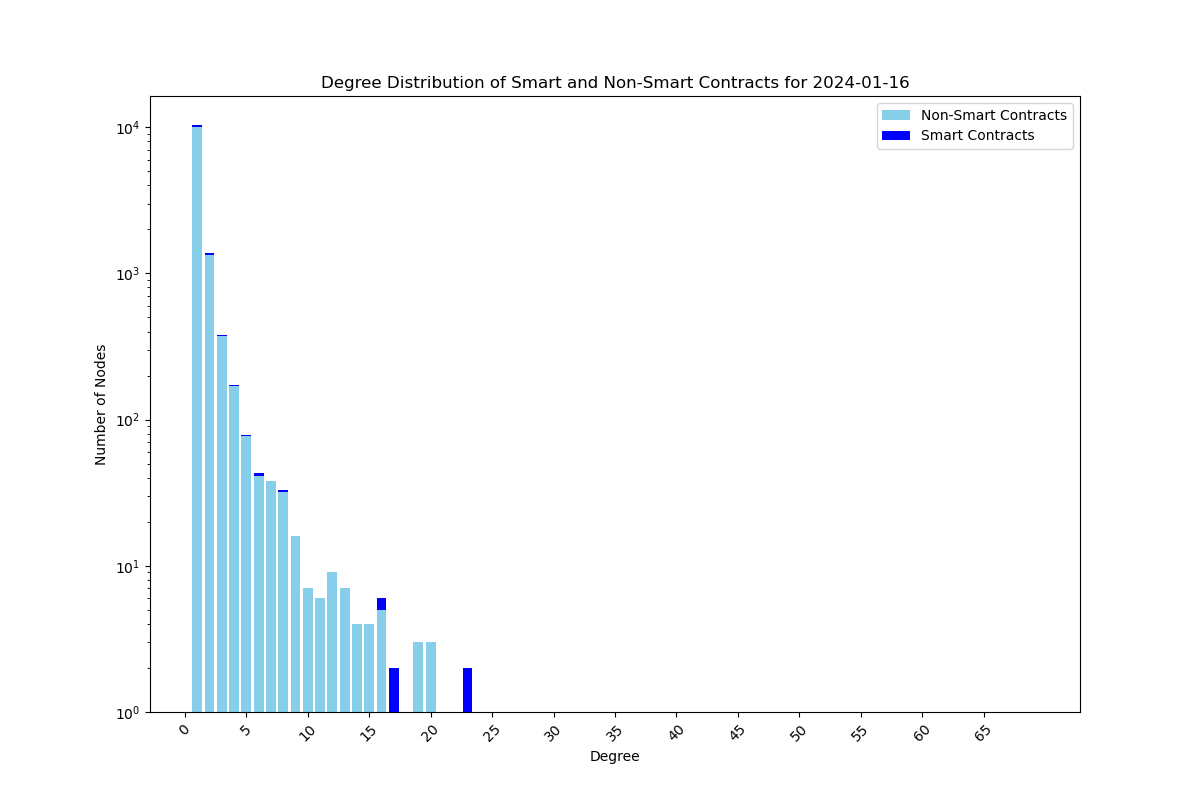 Degree Distribution of Smart and Non-Smart Contracts for 2024-01-16
Non-Smart Contracts
Smart Contracts
Number of Nodes
10⁴
10³
10²
10¹
10⁰
0 5 10 15 20 25 30 35 40 45 50 55 60 65
Degree